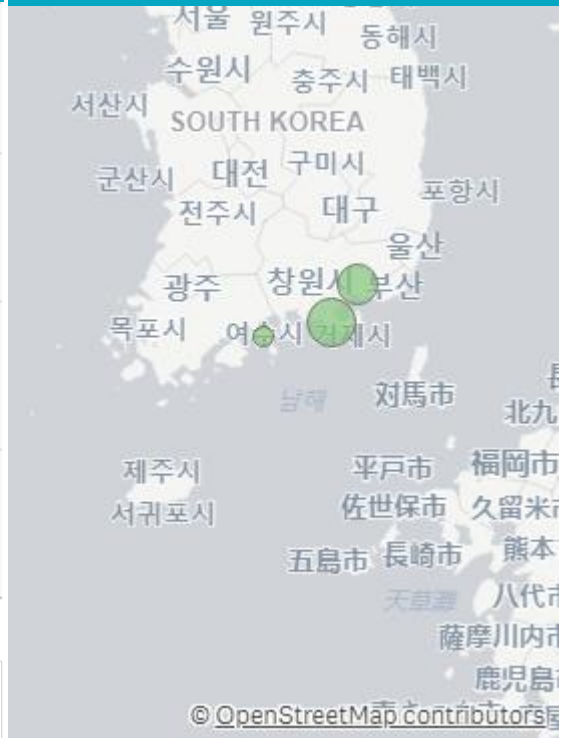 서울 원주시
동해시
수원시 충주시 태백시
서산시
SOUTH KOREA
군산시 대전 구미시
포항시
전주시 대구
울산
광주 창원시 부산
목포시 여수시 거제시
남해
対馬市
北九
제주시 平戸市 福岡市
서귀포시 佐世保市 久留米市
五島市 長崎市 熊本
天草灘 八代市
薩摩川内市
鹿児島市
© OpenStreetMap contributors